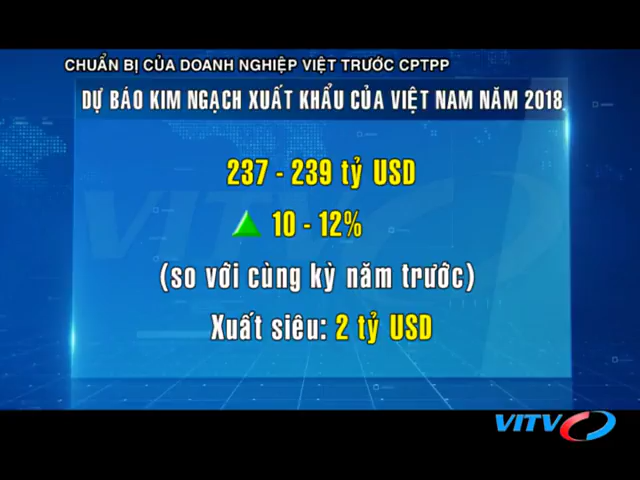 CHUẨN BỊ CỦA DOANH NGHIỆP VIỆT TRƯỚC CPTPP
DỰ BÁO KIM NGẠCH XUẤT KHẨU CỦA VIỆT NAM NĂM 2018
237 - 239 tỷ USD
10 - 12%
(so với cùng kỳ năm trước)
Xuất siêu: 2 tỷ USD
VITV
VITV